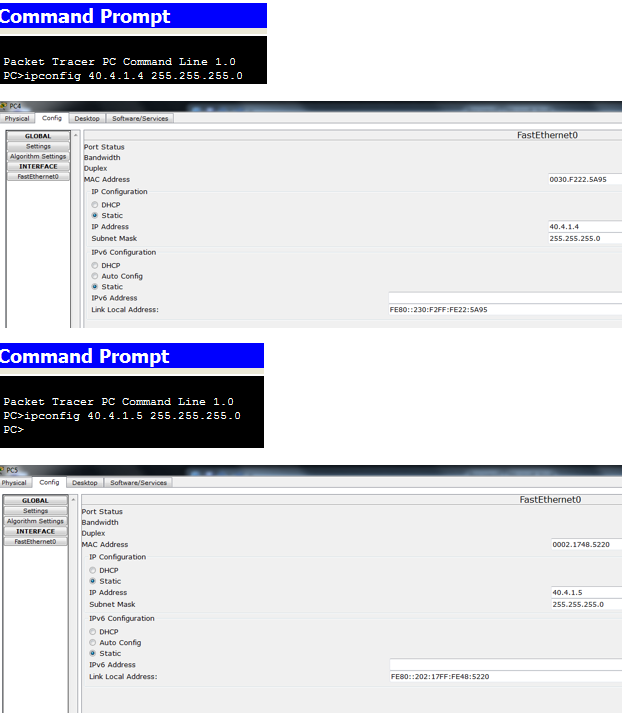 Command Prompt
Packet Tracer PC Command Line 1.0
PC>ipconfig 40.4.1.4 255.255.255.0
PC4
Physical Config Desktop Software/Services
GLOBAL
Settings
Algorithm Settings
INTERFACE
FastEthernet0
FastEthernet0
Port Status
Bandwidth
Duplex
MAC Address 0030.F222.5A95
IP Configuration
DHCP
Static
IP Address 40.4.1.4
Subnet Mask 255.255.255.0
IPv6 Configuration
DHCP
Auto Config
Static
IPv6 Address
Link Local Address: FE80::230:F2FF:FE22:5A95
Command Prompt
Packet Tracer PC Command Line 1.0
PC>ipconfig 40.4.1.5 255.255.255.0
PC>
PC5
Physical Config Desktop Software/Services
GLOBAL
Settings
Algorithm Settings
INTERFACE
FastEthernet0
FastEthernet0
Port Status
Bandwidth
Duplex
MAC Address 0002.1748.5220
IP Configuration
DHCP
Static
IP Address 40.4.1.5
Subnet Mask 255.255.255.0
IPv6 Configuration
DHCP
Auto Config
Static
IPv6 Address
Link Local Address: FE80::202:17FF:FE48:5220